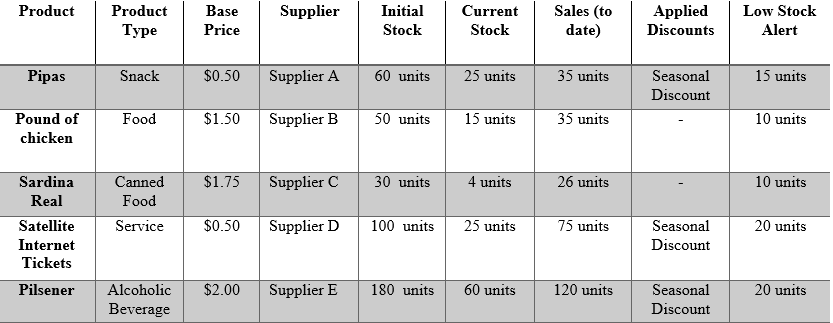 Product Product Type Base Price Supplier Initial Stock Current Stock Sales (to date) Applied Discounts Low Stock Alert
Pipas Snack $0.50 Supplier A 60 units 25 units 35 units Seasonal Discount 15 units
Pound of chicken Food $1.50 Supplier B 50 units 15 units 35 units - 10 units
Sardina Real Canned Food $1.75 Supplier C 30 units 4 units 26 units - 10 units
Satellite Internet Tickets Service $0.50 Supplier D 100 units 25 units 75 units Seasonal Discount 20 units
Pilsener Alcoholic Beverage $2.00 Supplier E 180 units 60 units 120 units Seasonal Discount 20 units